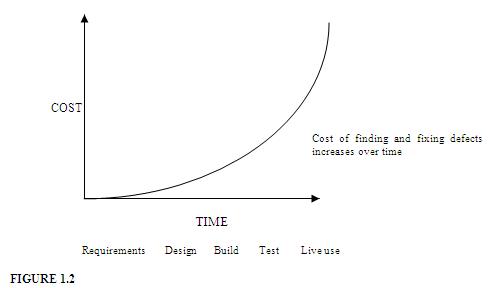 COST
Cost of finding and fixing defects
increases over time
TIME
Requirements Design Build Test Live use
FIGURE 1.2